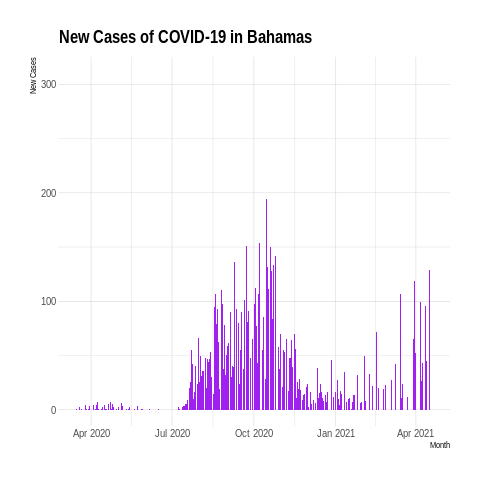 New Cases of COVID-19 in Bahamas
New Cases
300
200
100
0
Apr 2020 Jul 2020 Oct 2020 Jan 2021 Apr 2021
Month